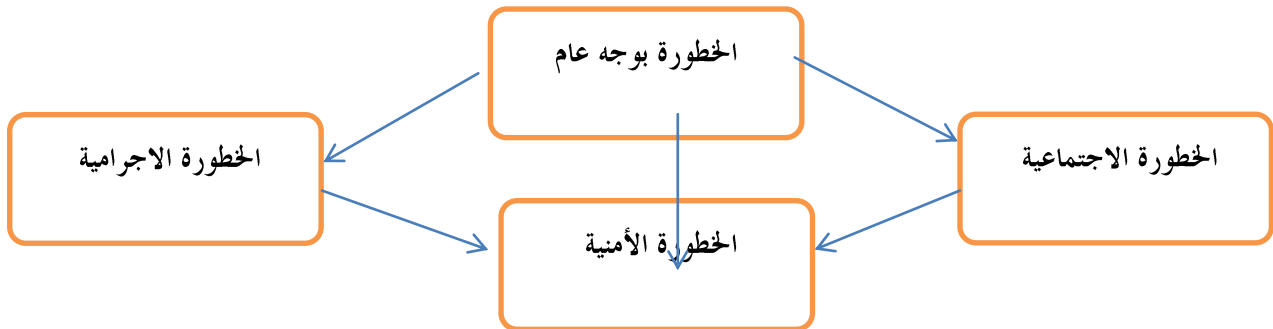 الخطورة بوجه عام
الخطورة الاجتماعية
الخطورة الاجرامية
الخطورة الأمنية